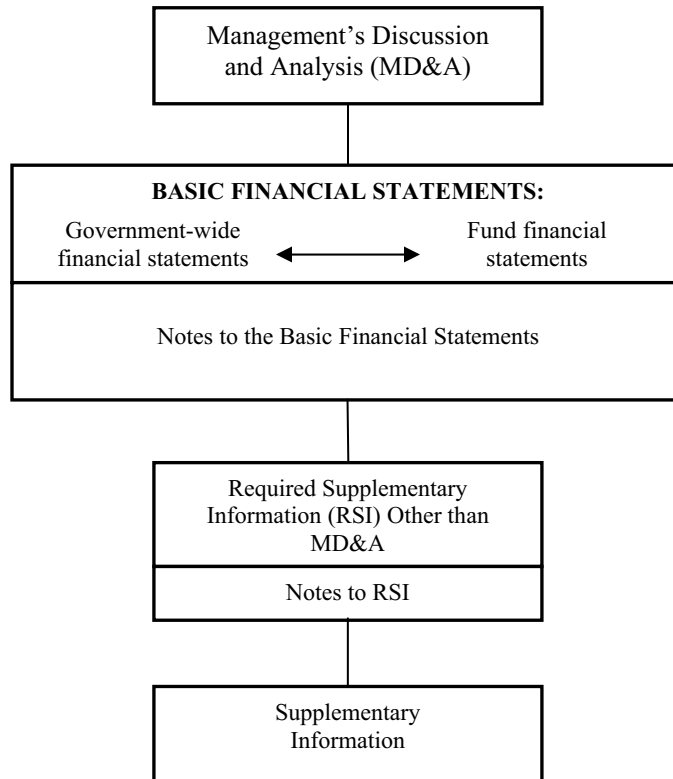 Management’s Discussion
and Analysis (MD&A)
BASIC FINANCIAL STATEMENTS:
Government-wide
financial statements
Fund financial
statements
Notes to the Basic Financial Statements
Required Supplementary
Information (RSI) Other than
MD&A
Notes to RSI
Supplementary
Information